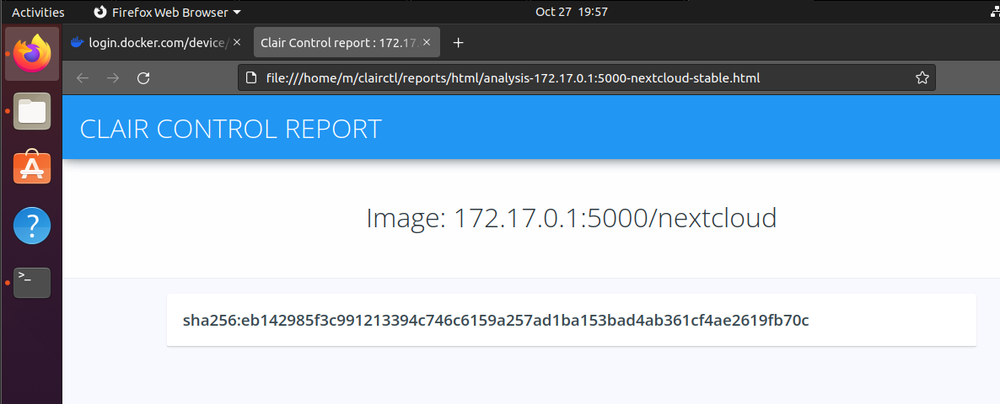 Activities Firefox Web Browser Oct 27 19:57
login.docker.com/device/ Clair Control report : 172.17.
file:///home/m/clairctl/reports/html/analysis-172.17.0.1:5000-nextcloud-stable.html
CLAIR CONTROL REPORT
Image: 172.17.0.1:5000/nextcloud
>_
sha256:eb142985f3c991213394c746c6159a257ad1ba153bad4ab361cf4ae2619fb70c